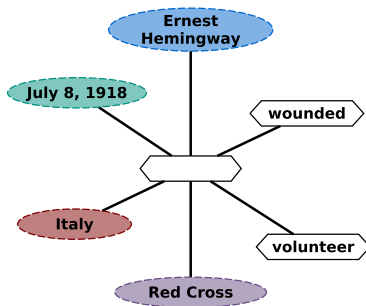 Ernest
Hemingway
July 8, 1918
wounded
Italy
volunteer
Red Cross